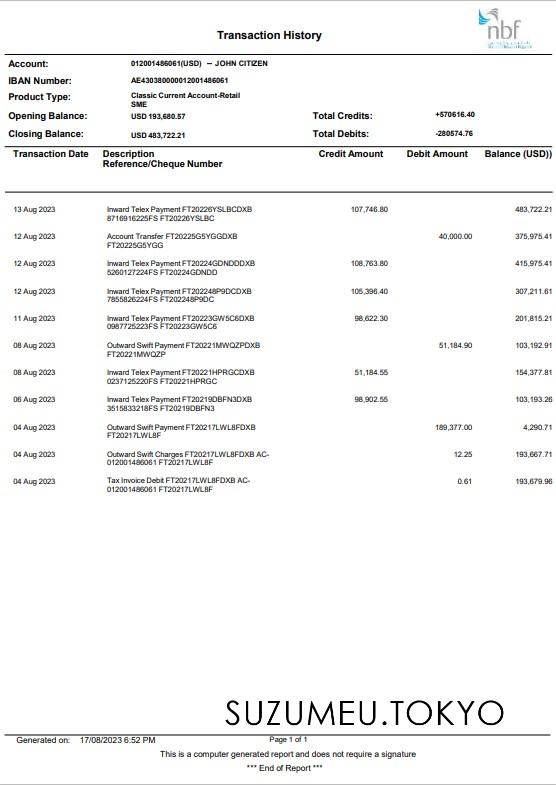 nbf
Transaction History
Account: 012001486061(USD) -- JOHN CITIZEN
IBAN Number: AE430380000012001486061
Product Type: Classic Current Account-Retail
SME
Opening Balance: USD 193,680.57 Total Credits: +570616.40
Closing Balance: USD 483,722.21 Total Debits: -280574.76
Transaction Date Description Credit Amount Debit Amount Balance (USD))
Reference/Cheque Number
13 Aug 2023 Inward Telex Payment FT20226YSLBCDXB 107,746.80 483,722.21
8716916225FS FT20226YSLBC
12 Aug 2023 Account Transfer FT20225G5YGGDXB 40,000.00 375,975.41
FT20225G5YGG
12 Aug 2023 Inward Telex Payment FT20224GDNDDDXB 108,763.80 415,975.41
5260127224FS FT20224GDNDD
12 Aug 2023 Inward Telex Payment FT202248P9DCDXB 105,396.40 307,211.61
7855826224FS FT202248P9DC
11 Aug 2023 Inward Telex Payment FT20223GW5C6DXB 98,622.30 201,815.21
0987725223FS FT20223GW5C6
08 Aug 2023 Outward Swift Payment FT20221MWQZPDXB 51,184.90 103,192.91
FT20221MWQZP
08 Aug 2023 Inward Telex Payment FT20221HPRGCDXB 51,184.55 154,377.81
0237125220FS FT20221HPRGC
06 Aug 2023 Inward Telex Payment FT20219DBFN3DXB 98,902.55 103,193.26
3515833218FS FT20219DBFN3
04 Aug 2023 Outward Swift Payment FT20217LWL8FDXB 189,377.00 4,290.71
FT20217LWL8F
04 Aug 2023 Outward Swift Charges FT20217LWL8FDXB AC- 12.25 193,667.71
012001486061 FT20217LWL8F
04 Aug 2023 Tax Invoice Debit FT20217LWL8FDXB AC- 0.61 193,679.96
012001486061 FT20217LWL8F
SUZUMEU.TOKYO
Generated on: 17/08/2023 6:52 PM Page 1 of 1
This is a computer generated report and does not require a signature
*** End of Report ***